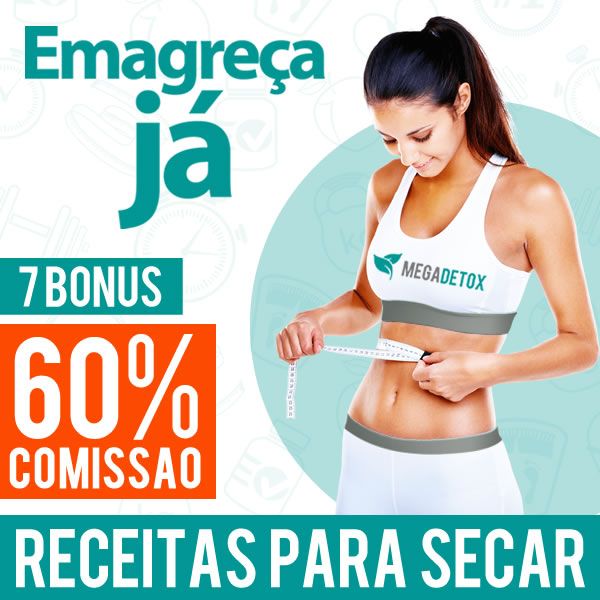 Emagreça
já
7 BONUS
60%
COMISSAO
MEGADETOX
RECEITAS PARA SECAR